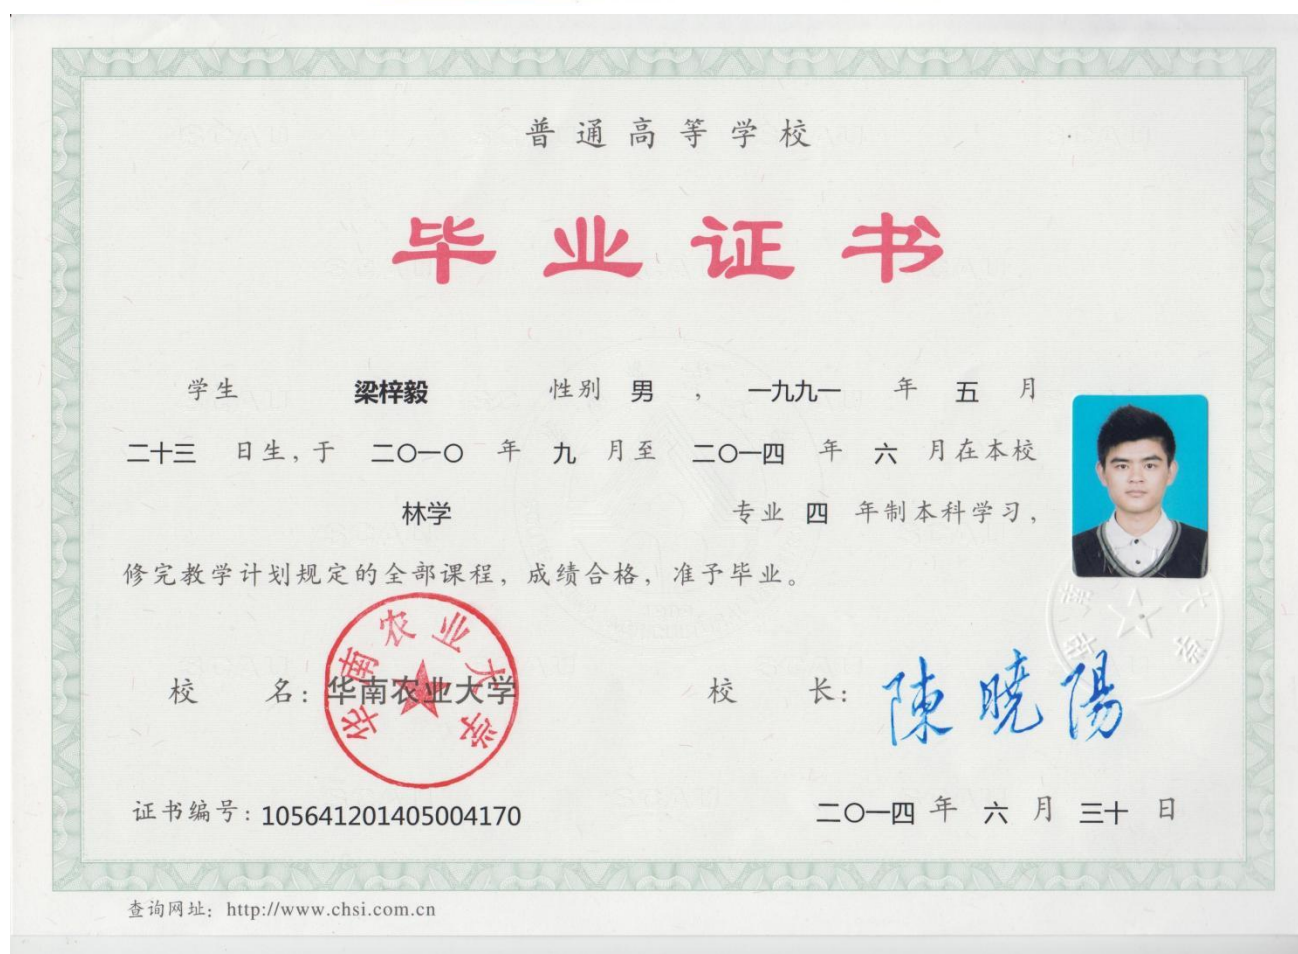 普通高等学校
毕业证书
学生 梁梓毅 性别 男 ， 一九九一 年 五 月
二十三 日生，于 二〇一〇 年 九 月至 二〇一四 年 六 月在本校
林学 专业 四 年制本科学习，
修完教学计划规定的全部课程，成绩合格，准予毕业。
华南农业大学
校 名：华南农业大学 校 长：陳曉陽
华南农业大学
证书编号：105641201405004170 二〇一四 年 六 月 三十 日
查询网址：http://www.chsi.com.cn